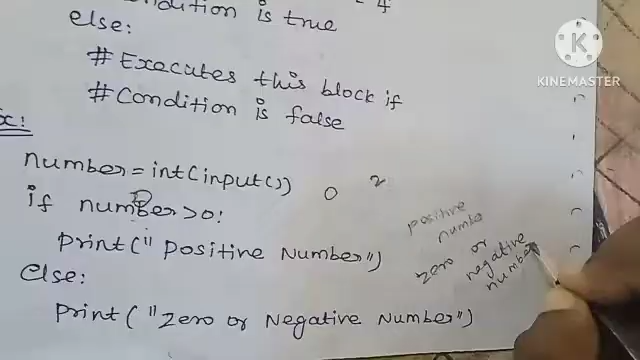 condition is true
else:
# Executes this block if
# Condition is false
Ex:
number = int(input())
0 2
if number > 0:
print("Positive Number")
else:
print("Zero or Negative Number")
positive
number
zero or
negative
number
KINEMASTER